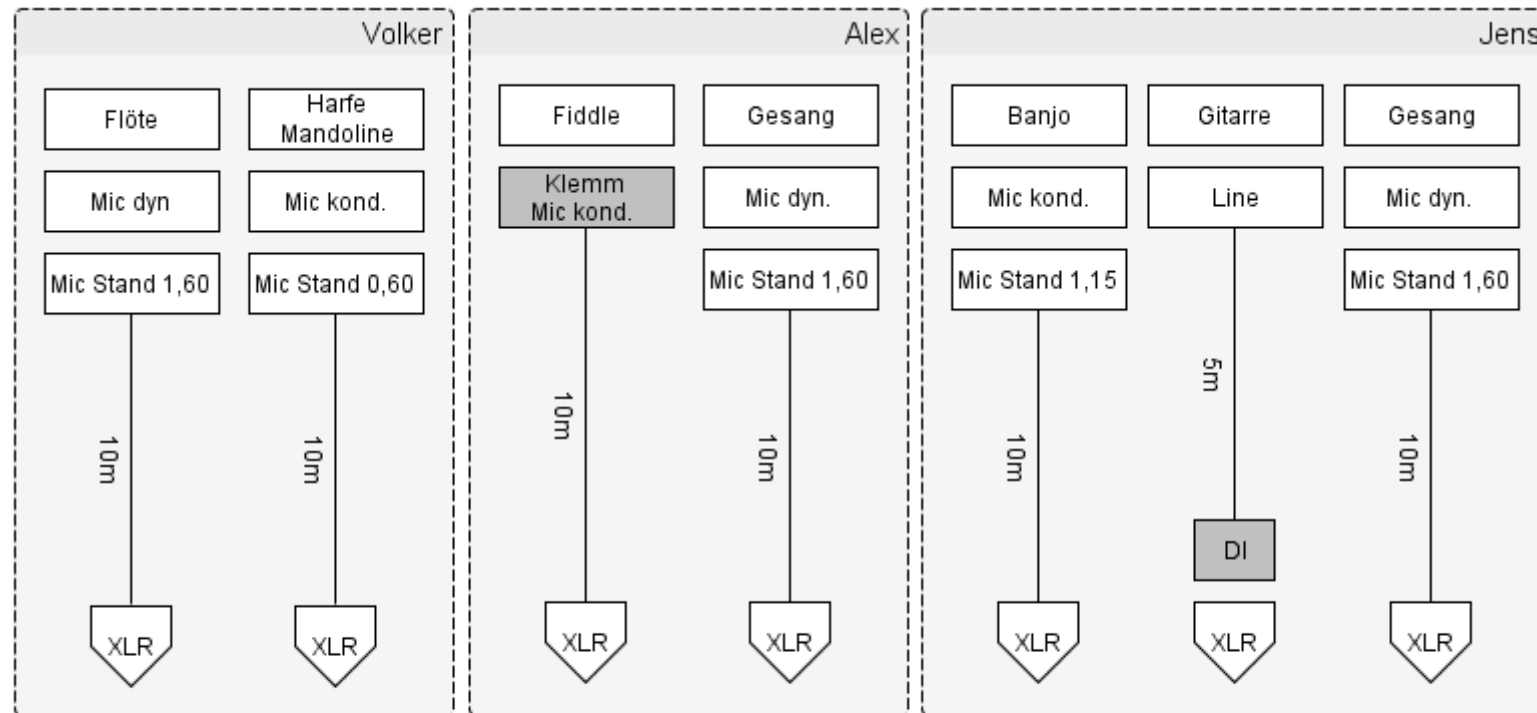 Volker
Alex
Jens
Flöte
Harfe
Mandoline
Fiddle
Gesang
Banjo
Gitarre
Gesang
Mic dyn
Mic kond.
Klemm
Mic kond.
Mic dyn.
Mic kond.
Line
Mic dyn.
Mic Stand 1,60
Mic Stand 0,60
Mic Stand 1,60
Mic Stand 1,15
Mic Stand 1,60
10m
10m
10m
10m
10m
5m
10m
DI
XLR
XLR
XLR
XLR
XLR
XLR
XLR